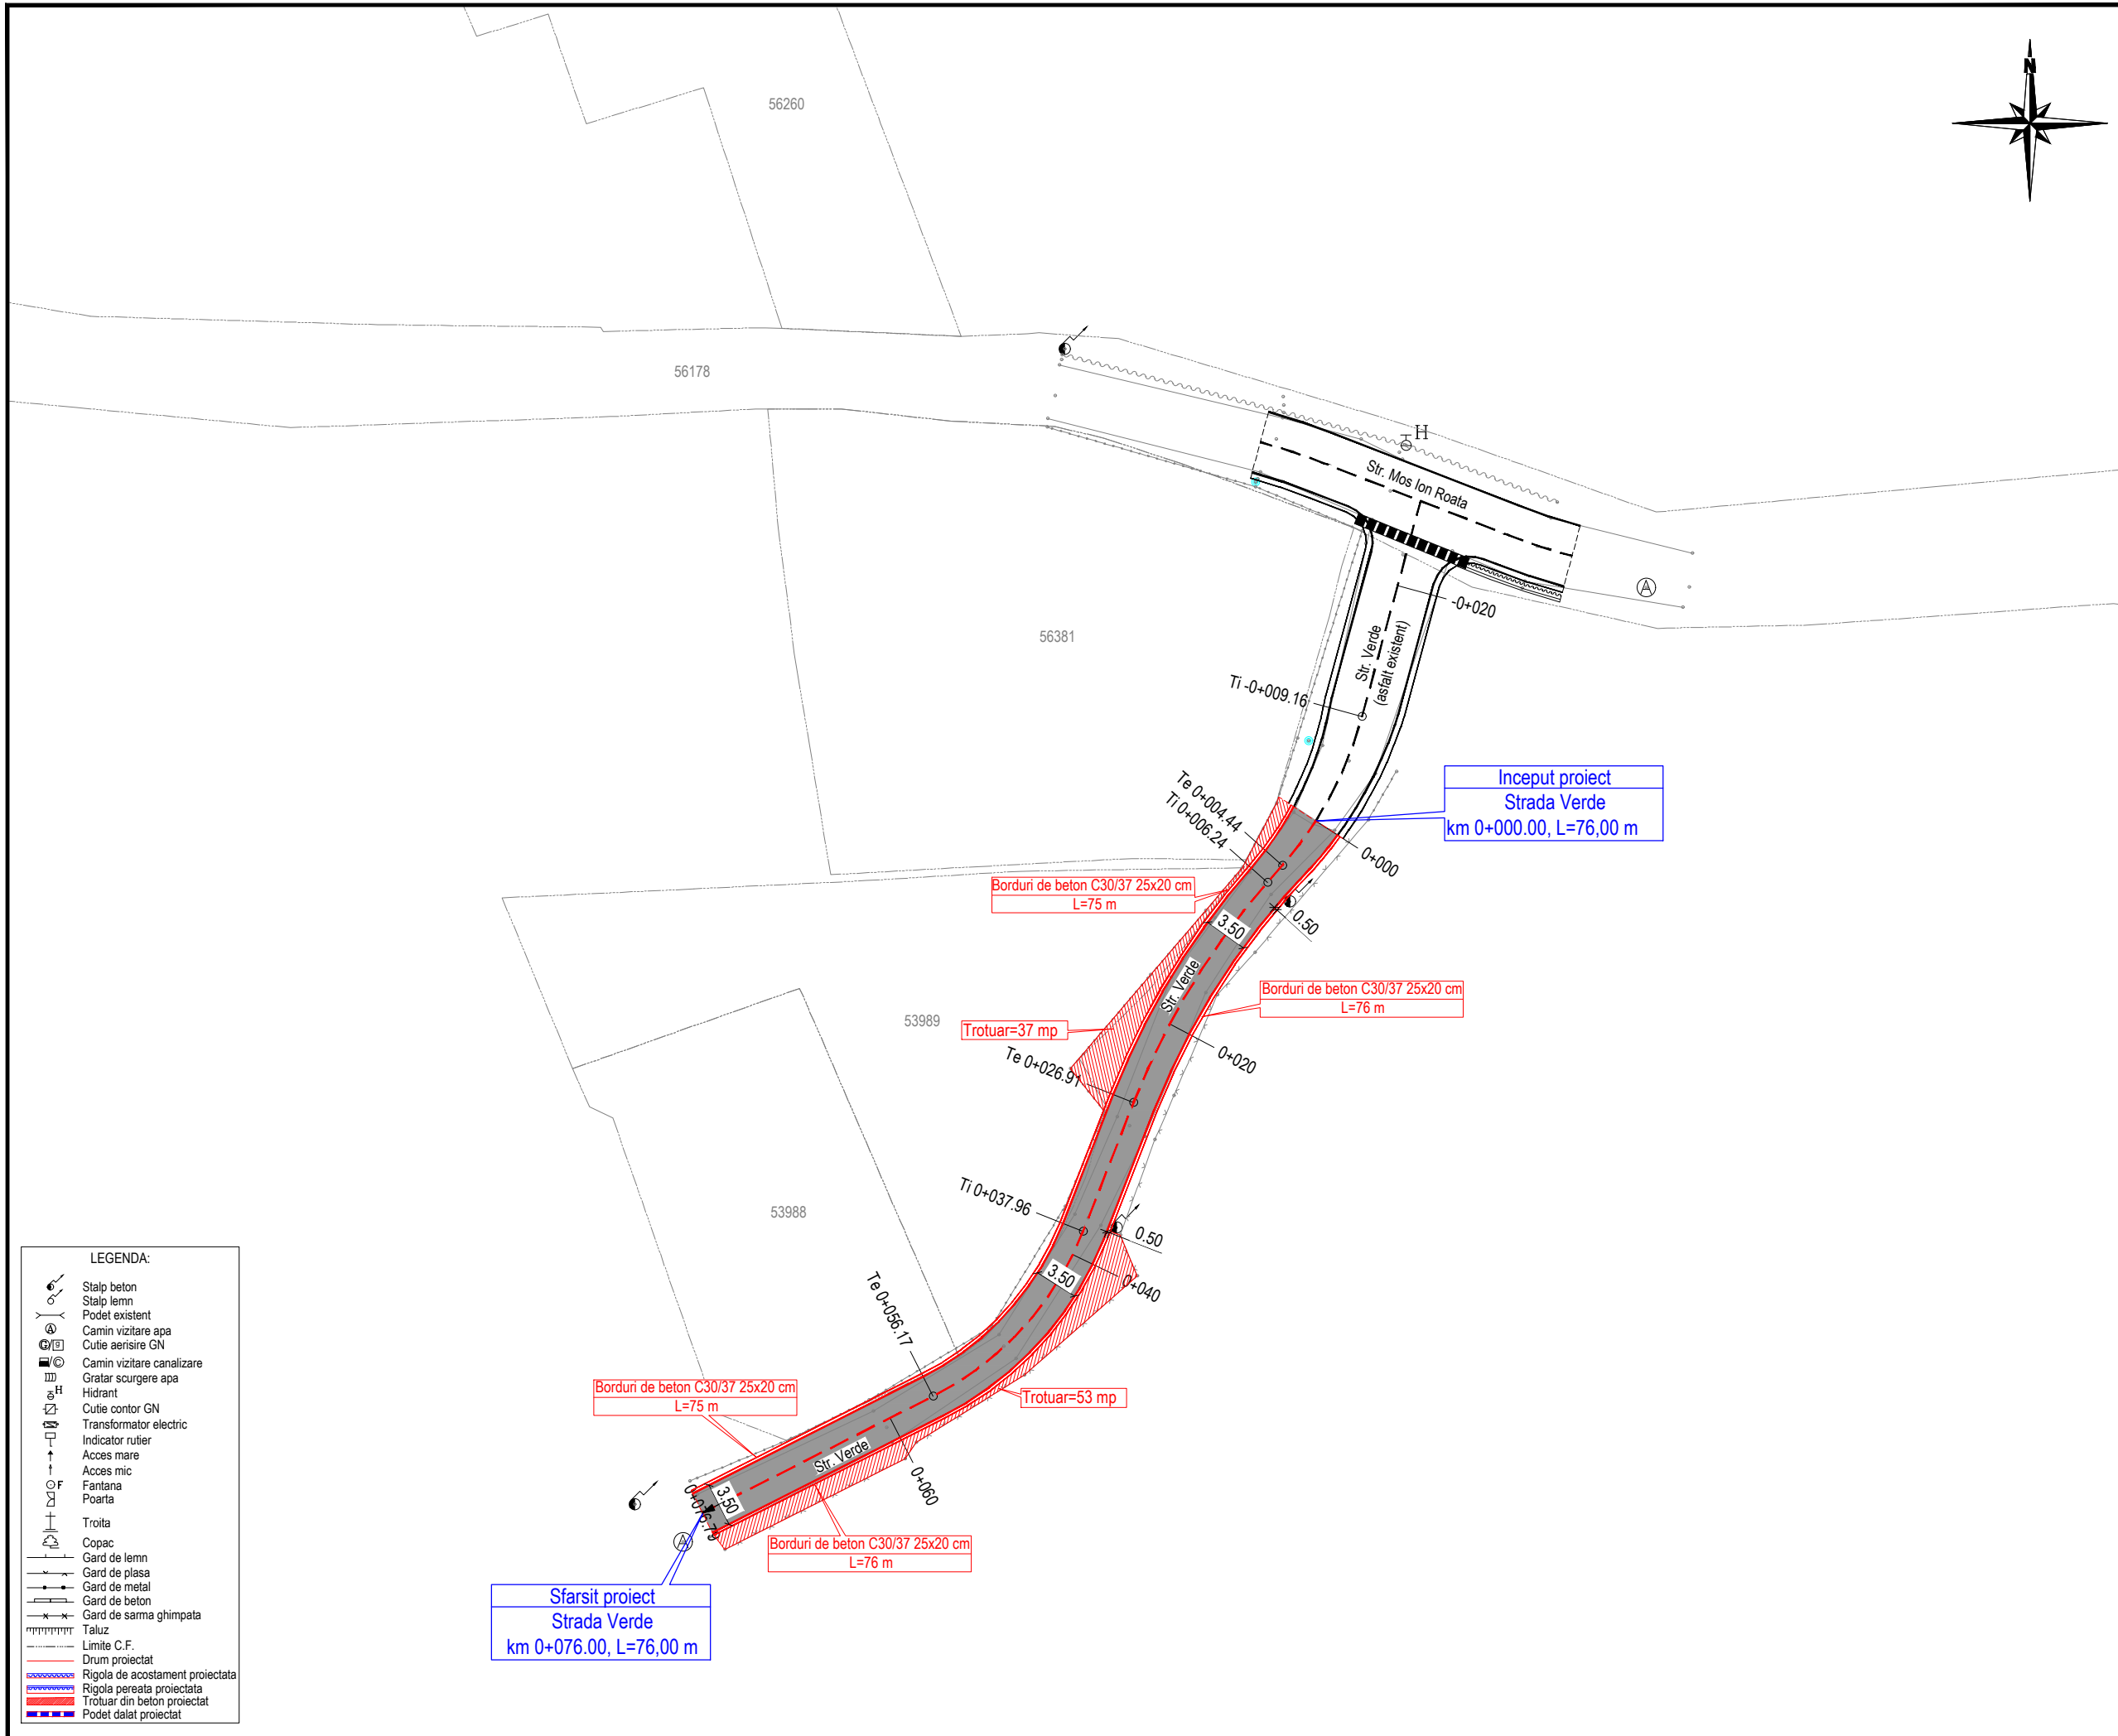 N
56260
56178
H
Str. Mos Ion Roata
A
56381
-0+020
Str. Verde
(asfalt existent)
Ti -0+009.16
Inceput proiect
Strada Verde
km 0+000.00, L=76,00 m
Te 0+004.44
Ti 0+006.24
0+000
Borduri de beton C30/37 25x20 cm
L=75 m
0.50
3.50
Str. Verde
Borduri de beton C30/37 25x20 cm
L=76 m
53989
Trotuar=37 mp
0+020
Te 0+026.91
53988
Ti 0+037.96
0.50
3.50
0+040
Te 0+056.17
Borduri de beton C30/37 25x20 cm
L=75 m
Trotuar=53 mp
Str. Verde
0+060
3.50
0+076.79
A
Borduri de beton C30/37 25x20 cm
L=76 m
Sfarsit proiect
Strada Verde
km 0+076.00, L=76,00 m
LEGENDA:
Stalp beton
Stalp lemn
Podet existent
A Camin vizitare apa
G/g Cutie aerisire GN
/C Camin vizitare canalizare
Gratar scurgere apa
H Hidrant
Cutie contor GN
Transformator electric
Indicator rutier
Acces mare
Acces mic
F Fantana
Poarta
Troita
Copac
Gard de lemn
Gard de plasa
Gard de metal
Gard de beton
Gard de sarma ghimpata
Taluz
Limite C.F.
Drum proiectat
Rigola de acostament proiectata
Rigola pereata proiectata
Trotuar din beton proiectat
Podet dalat proiectat